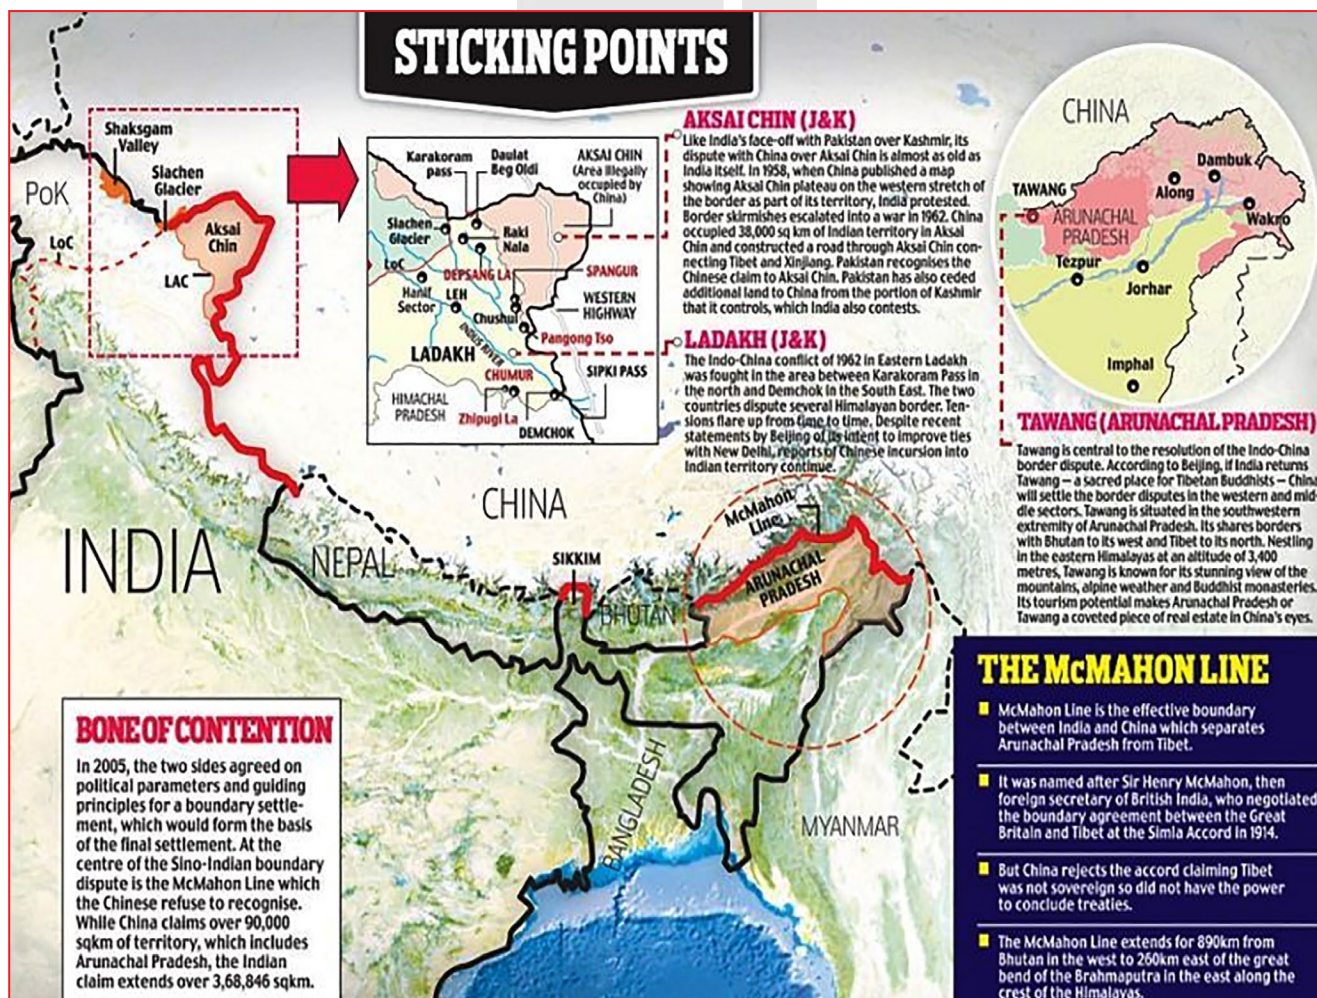 STICKING POINTS
Shaksgam
Valley
Siachen
Glacier
PoK
LoC
Aksai
Chin
LAC
Karakoram
pass
Daulat
Beg Oldi
AKSAI CHIN
(Area illegally
occupied by
China)
Siachen
Glacier
Raki
Nala
LoC
DEPSANG LA
SPANGUR
Hanif
Sector
LEH
WESTERN
HIGHWAY
Chushul
INDUS RIVER
Pangong Tso
LADAKH
SIPKI PASS
CHUMUR
HIMACHAL
PRADESH
Zhipugi La
DEMCHOK
AKSAI CHIN (J&K)
Like India's face-off with Pakistan over Kashmir, its
dispute with China over Aksai Chin is almost as old as
India itself. In 1958, when China published a map
showing Aksai Chin plateau on the western stretch of
the border as part of its territory, India protested.
Border skirmishes escalated into a war in 1962. China
occupied 38,000 sq km of Indian territory in Aksai
Chin and constructed a road through Aksai Chin con-
necting Tibet and Xinjiang. Pakistan recognises the
Chinese claim to Aksai Chin. Pakistan has also ceded
additional land to China from the portion of Kashmir
that it controls, which India also contests.
LADAKH (J&K)
The Indo-China conflict of 1962 in Eastern Ladakh
was fought in the area between Karakoram Pass in
the north and Demchok in the South East. The two
countries dispute several Himalayan border. Ten-
sions flare up from time to time. Despite recent
statements by Beijing of its intent to improve ties
with New Delhi, reports of Chinese incursion into
Indian territory continue.
CHINA
Dambuk
TAWANG
Along
ARUNACHAL
PRADESH
Wakro
Tezpur
Jorhar
Imphal
TAWANG (ARUNACHAL PRADESH)
Tawang is central to the resolution of the Indo-China
border dispute. According to Beijing, if India returns
Tawang — a sacred place for Tibetan Buddhists — China
will settle the border disputes in the western and mid-
dle sectors. Tawang is situated in the southwestern
extremity of Arunachal Pradesh. Its shares borders
with Bhutan to its west and Tibet to its north. Nestling
in the eastern Himalayas at an altitude of 3,400
metres, Tawang is known for its stunning view of the
mountains, alpine weather and Buddhist monasteries.
Its tourism potential makes Arunachal Pradesh or
Tawang a coveted piece of real estate in China's eyes.
CHINA
McMahon
Line
INDIA
NEPAL
SIKKIM
BHUTAN
ARUNACHAL
PRADESH
BANGLADESH
MYANMAR
BONE OF CONTENTION
In 2005, the two sides agreed on
political parameters and guiding
principles for a boundary settle-
ment, which would form the basis
of the final settlement. At the
centre of the Sino-Indian boundary
dispute is the McMahon Line which
the Chinese refuse to recognise.
While China claims over 90,000
sqkm of territory, which includes
Arunachal Pradesh, the Indian
claim extends over 3,68,846 sqkm.
THE McMAHON LINE
McMahon Line is the effective boundary
between India and China which separates
Arunachal Pradesh from Tibet.
It was named after Sir Henry McMahon, then
foreign secretary of British India, who negotiated
the boundary agreement between the Great
Britain and Tibet at the Simla Accord in 1914.
But China rejects the accord claiming Tibet
was not sovereign so did not have the power
to conclude treaties.
The McMahon Line extends for 890km from
Bhutan in the west to 260km east of the great
bend of the Brahmaputra in the east along the
crest of the Himalayas.